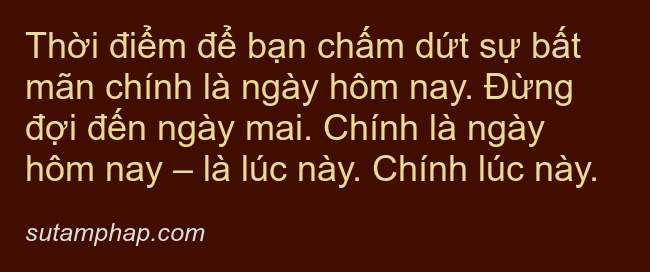 Thời điểm để bạn chấm dứt sự bất
mãn chính là ngày hôm nay. Đừng
đợi đến ngày mai. Chính là ngày
hôm nay – là lúc này. Chính lúc này.
sutamphap.com